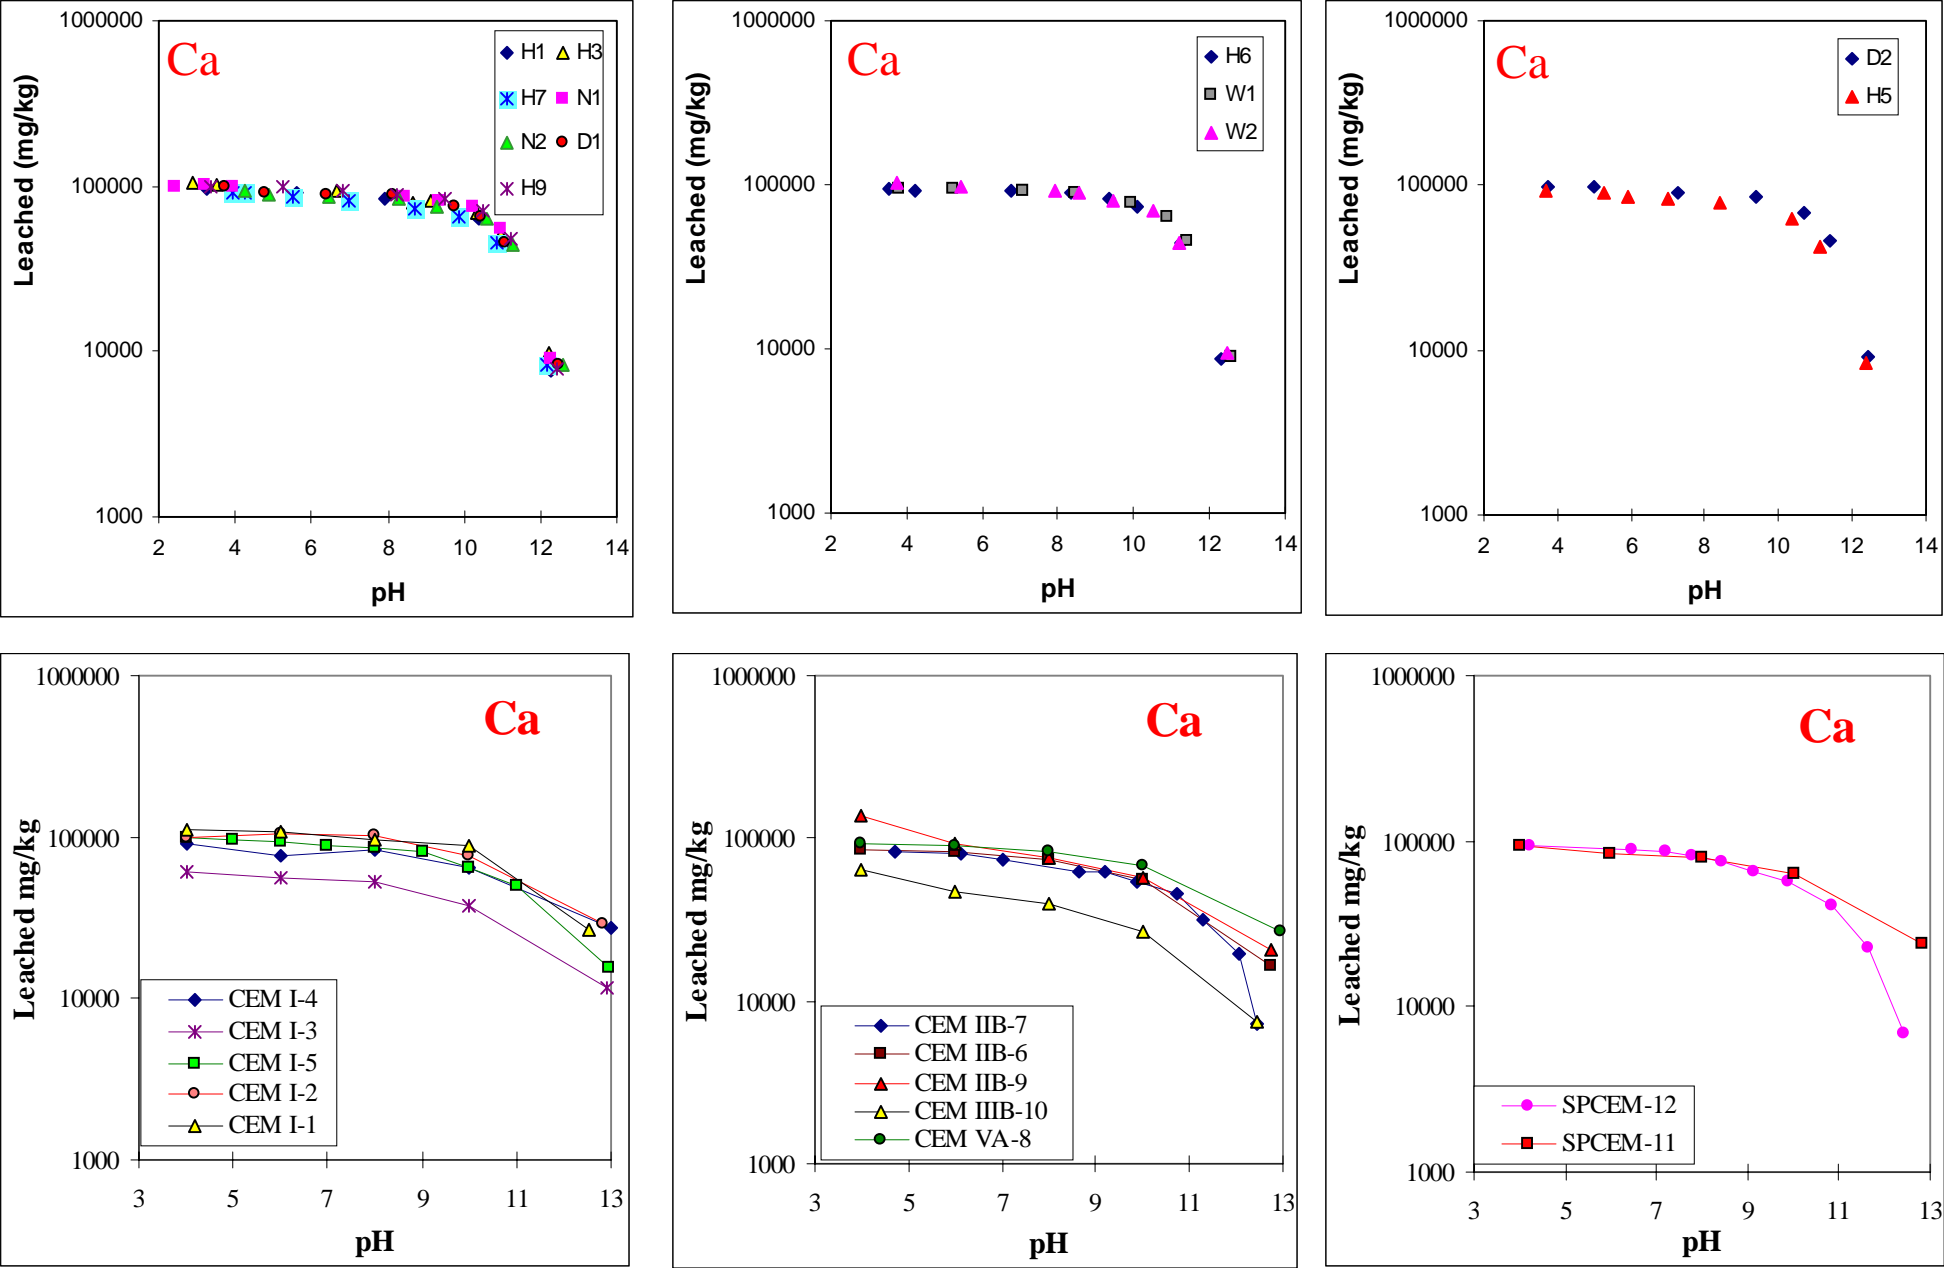 1000000
100000
10000
1000
2 4 6 8 10 12 14
Leached (mg/kg)
pH
Ca
H1 H3
H7 N1
N2 D1
H9
1000000
100000
10000
1000
2 4 6 8 10 12 14
Leached (mg/kg)
pH
Ca
H6
W1
W2
1000000
100000
10000
1000
2 4 6 8 10 12 14
Leached (mg/kg)
pH
Ca
D2
H5
1000000
100000
10000
1000
3 5 7 9 11 13
Leached mg/kg
pH
Ca
CEM I-4
CEM I-3
CEM I-5
CEM I-2
CEM I-1
1000000
100000
10000
1000
3 5 7 9 11 13
Leached mg/kg
pH
Ca
CEM IIB-7
CEM IIB-6
CEM IIB-9
CEM IIIB-10
CEM VA-8
1000000
100000
10000
1000
3 5 7 9 11 13
Leached mg/kg
pH
Ca
SPCEM-12
SPCEM-11